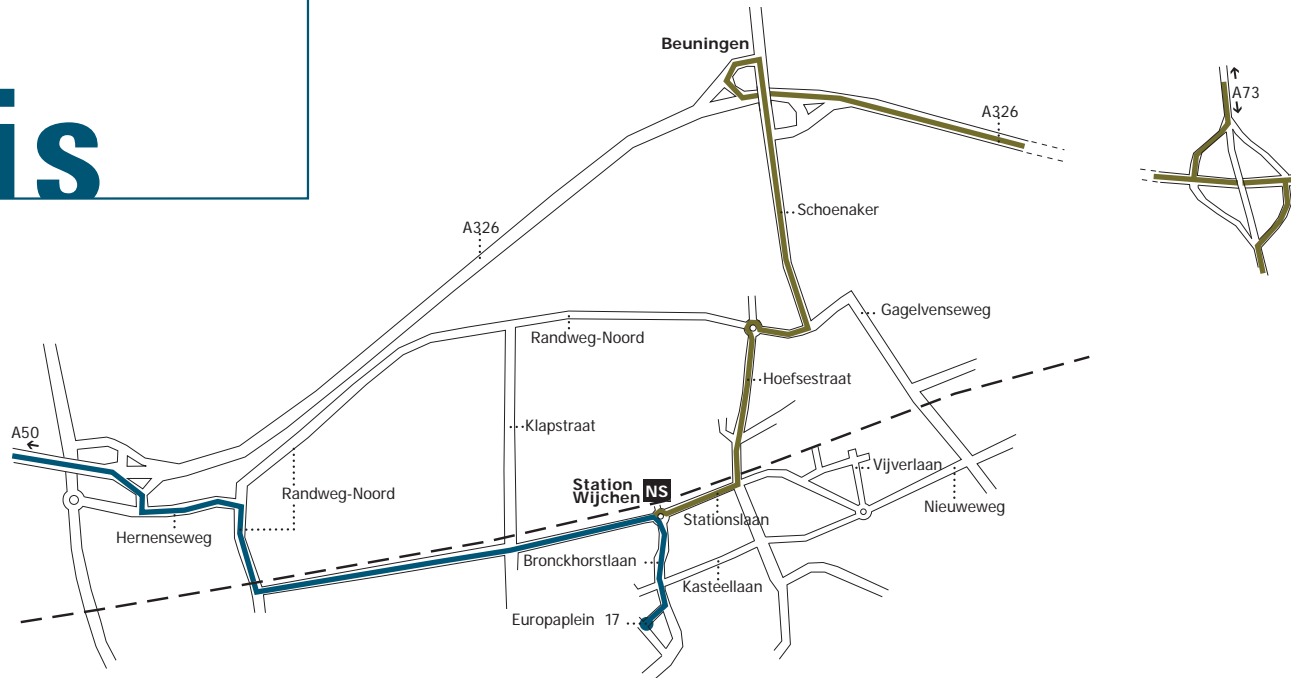 is
Beuningen
A73
A326
Schoenaker
A326
Gagelvenseweg
Randweg-Noord
Hoefsestraat
Klapstraat
A50
Vijverlaan
Station
Wijchen NS
Randweg-Noord
Nieuweweg
Stationslaan
Hernenseweg
Bronckhorstlaan
Kasteellaan
Europaplein 17